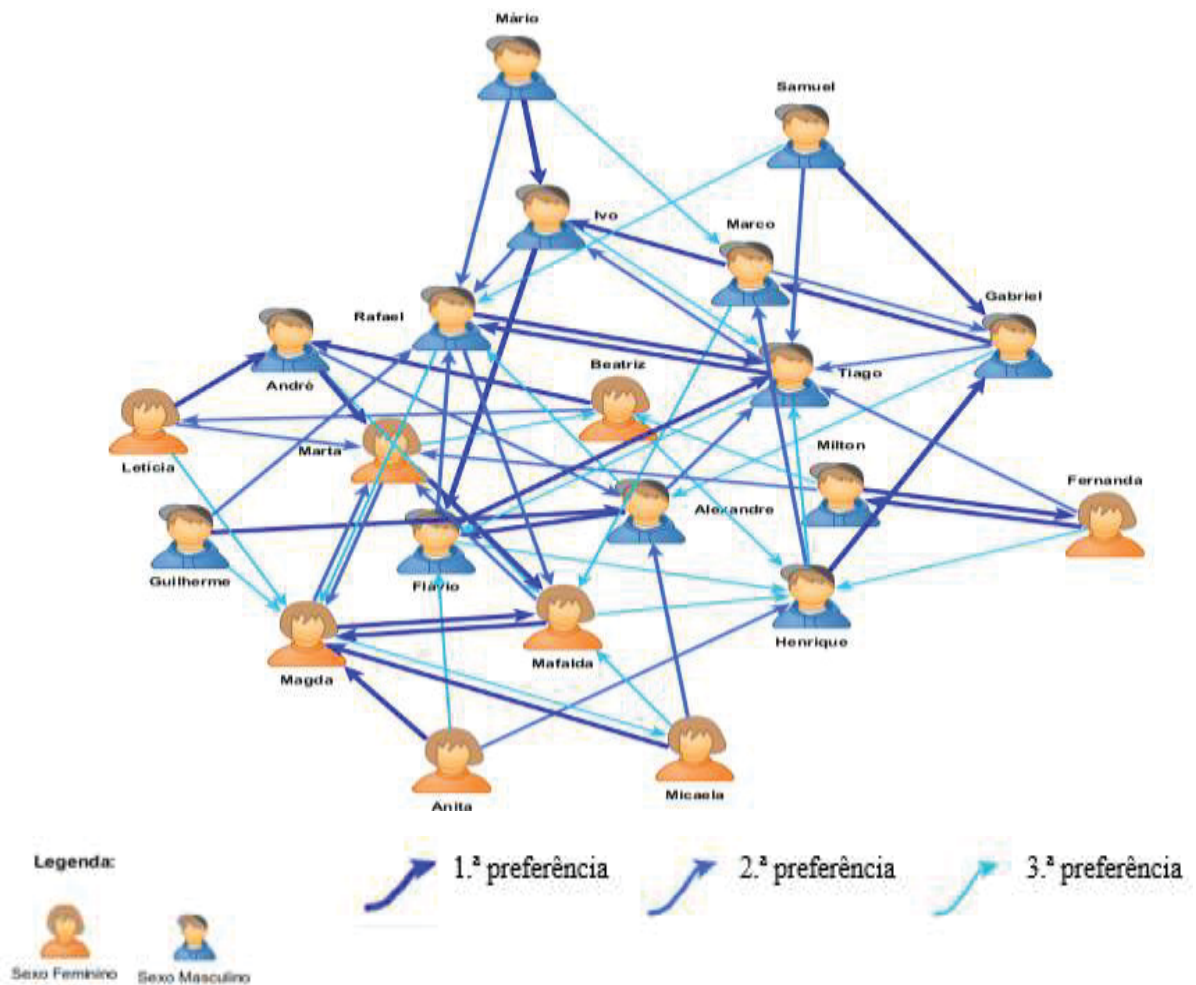 Mário
Samuel
Ivo
Marco
Gabriel
Rafael
Beatriz
Tiago
André
Marta
Milton
Letícia
Fernanda
Alexandre
Guilherme
Flávio
Henrique
Mafalda
Magda
Micaela
Anita
Legenda:
1.ª preferência
2.ª preferência
3.ª preferência
Sexo Feminino
Sexo Masculino